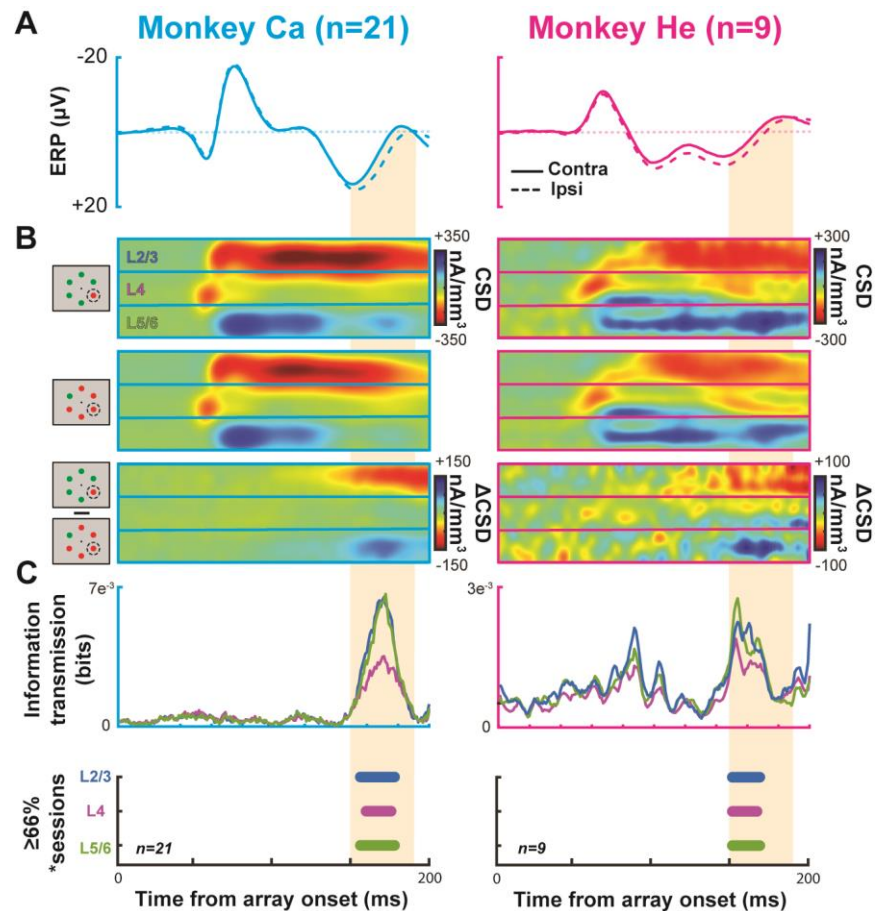 A
Monkey Ca (n=21)
Monkey He (n=9)
-20
ERP (µV)
+20
Contra
Ipsi
B
L2/3
L4
L5/6
+350
nA/mm³
-350
CSD
+300
nA/mm³
-300
CSD
+150
nA/mm³
-150
ΔCSD
+100
nA/mm³
-100
ΔCSD
C
Information
transmission
(bits)
7e⁻³
0
3e⁻³
0
≥66%
*sessions
L2/3
L4
L5/6
n=21
n=9
0
200
0
200
Time from array onset (ms)
Time from array onset (ms)